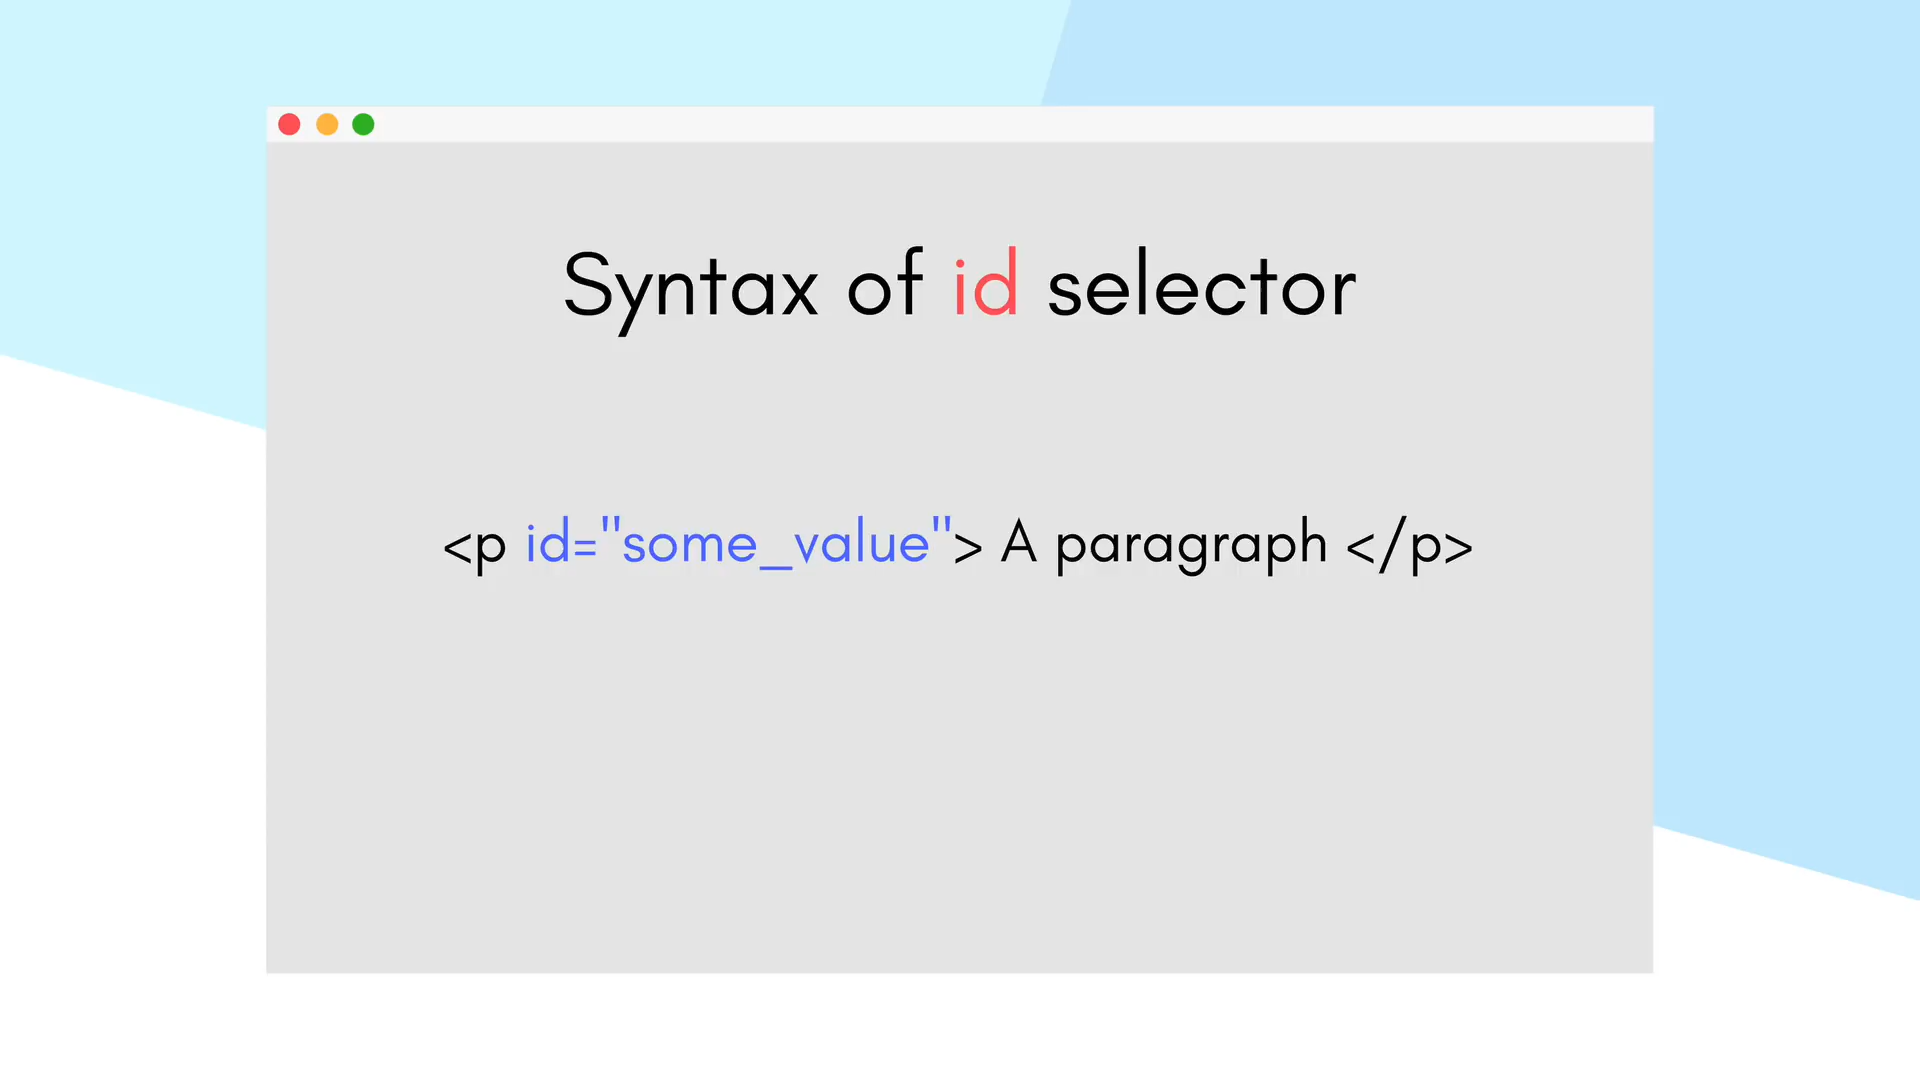 Syntax of id selector
<p id="some_value"> A paragraph </p>